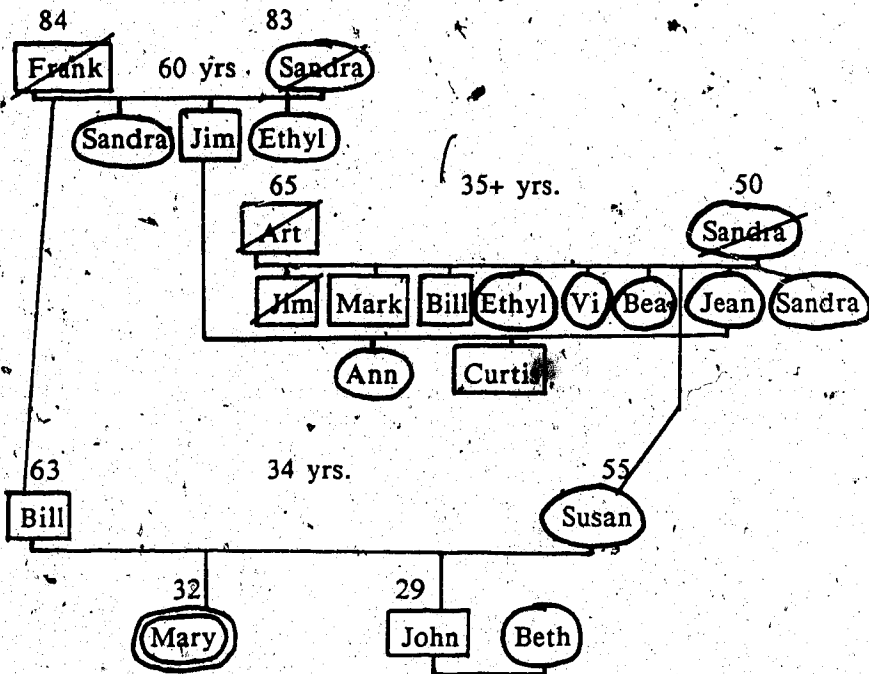 84 83
Frank 60 yrs. Sandra
Sandra Jim Ethyl
65 35+ yrs. 50
Art Sandra
Jim Mark Bill Ethyl Vi Bea Jean Sandra
Ann Curtis
63 34 yrs. 55
Bill Susan
32 29
Mary John Beth